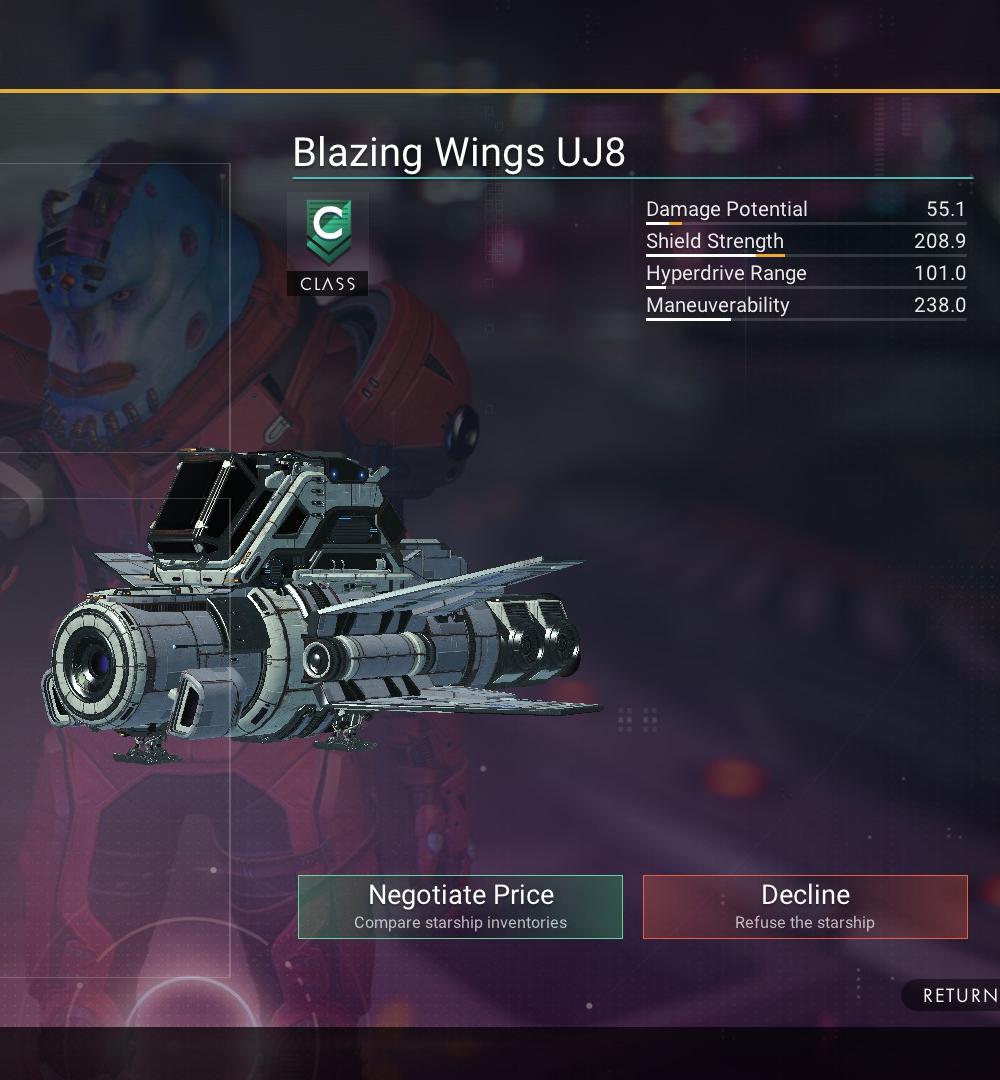 Blazing Wings UJ8
C
CLASS
Damage Potential 55.1
Shield Strength 208.9
Hyperdrive Range 101.0
Maneuverability 238.0
Negotiate Price
Compare starship inventories
Decline
Refuse the starship
RETURN